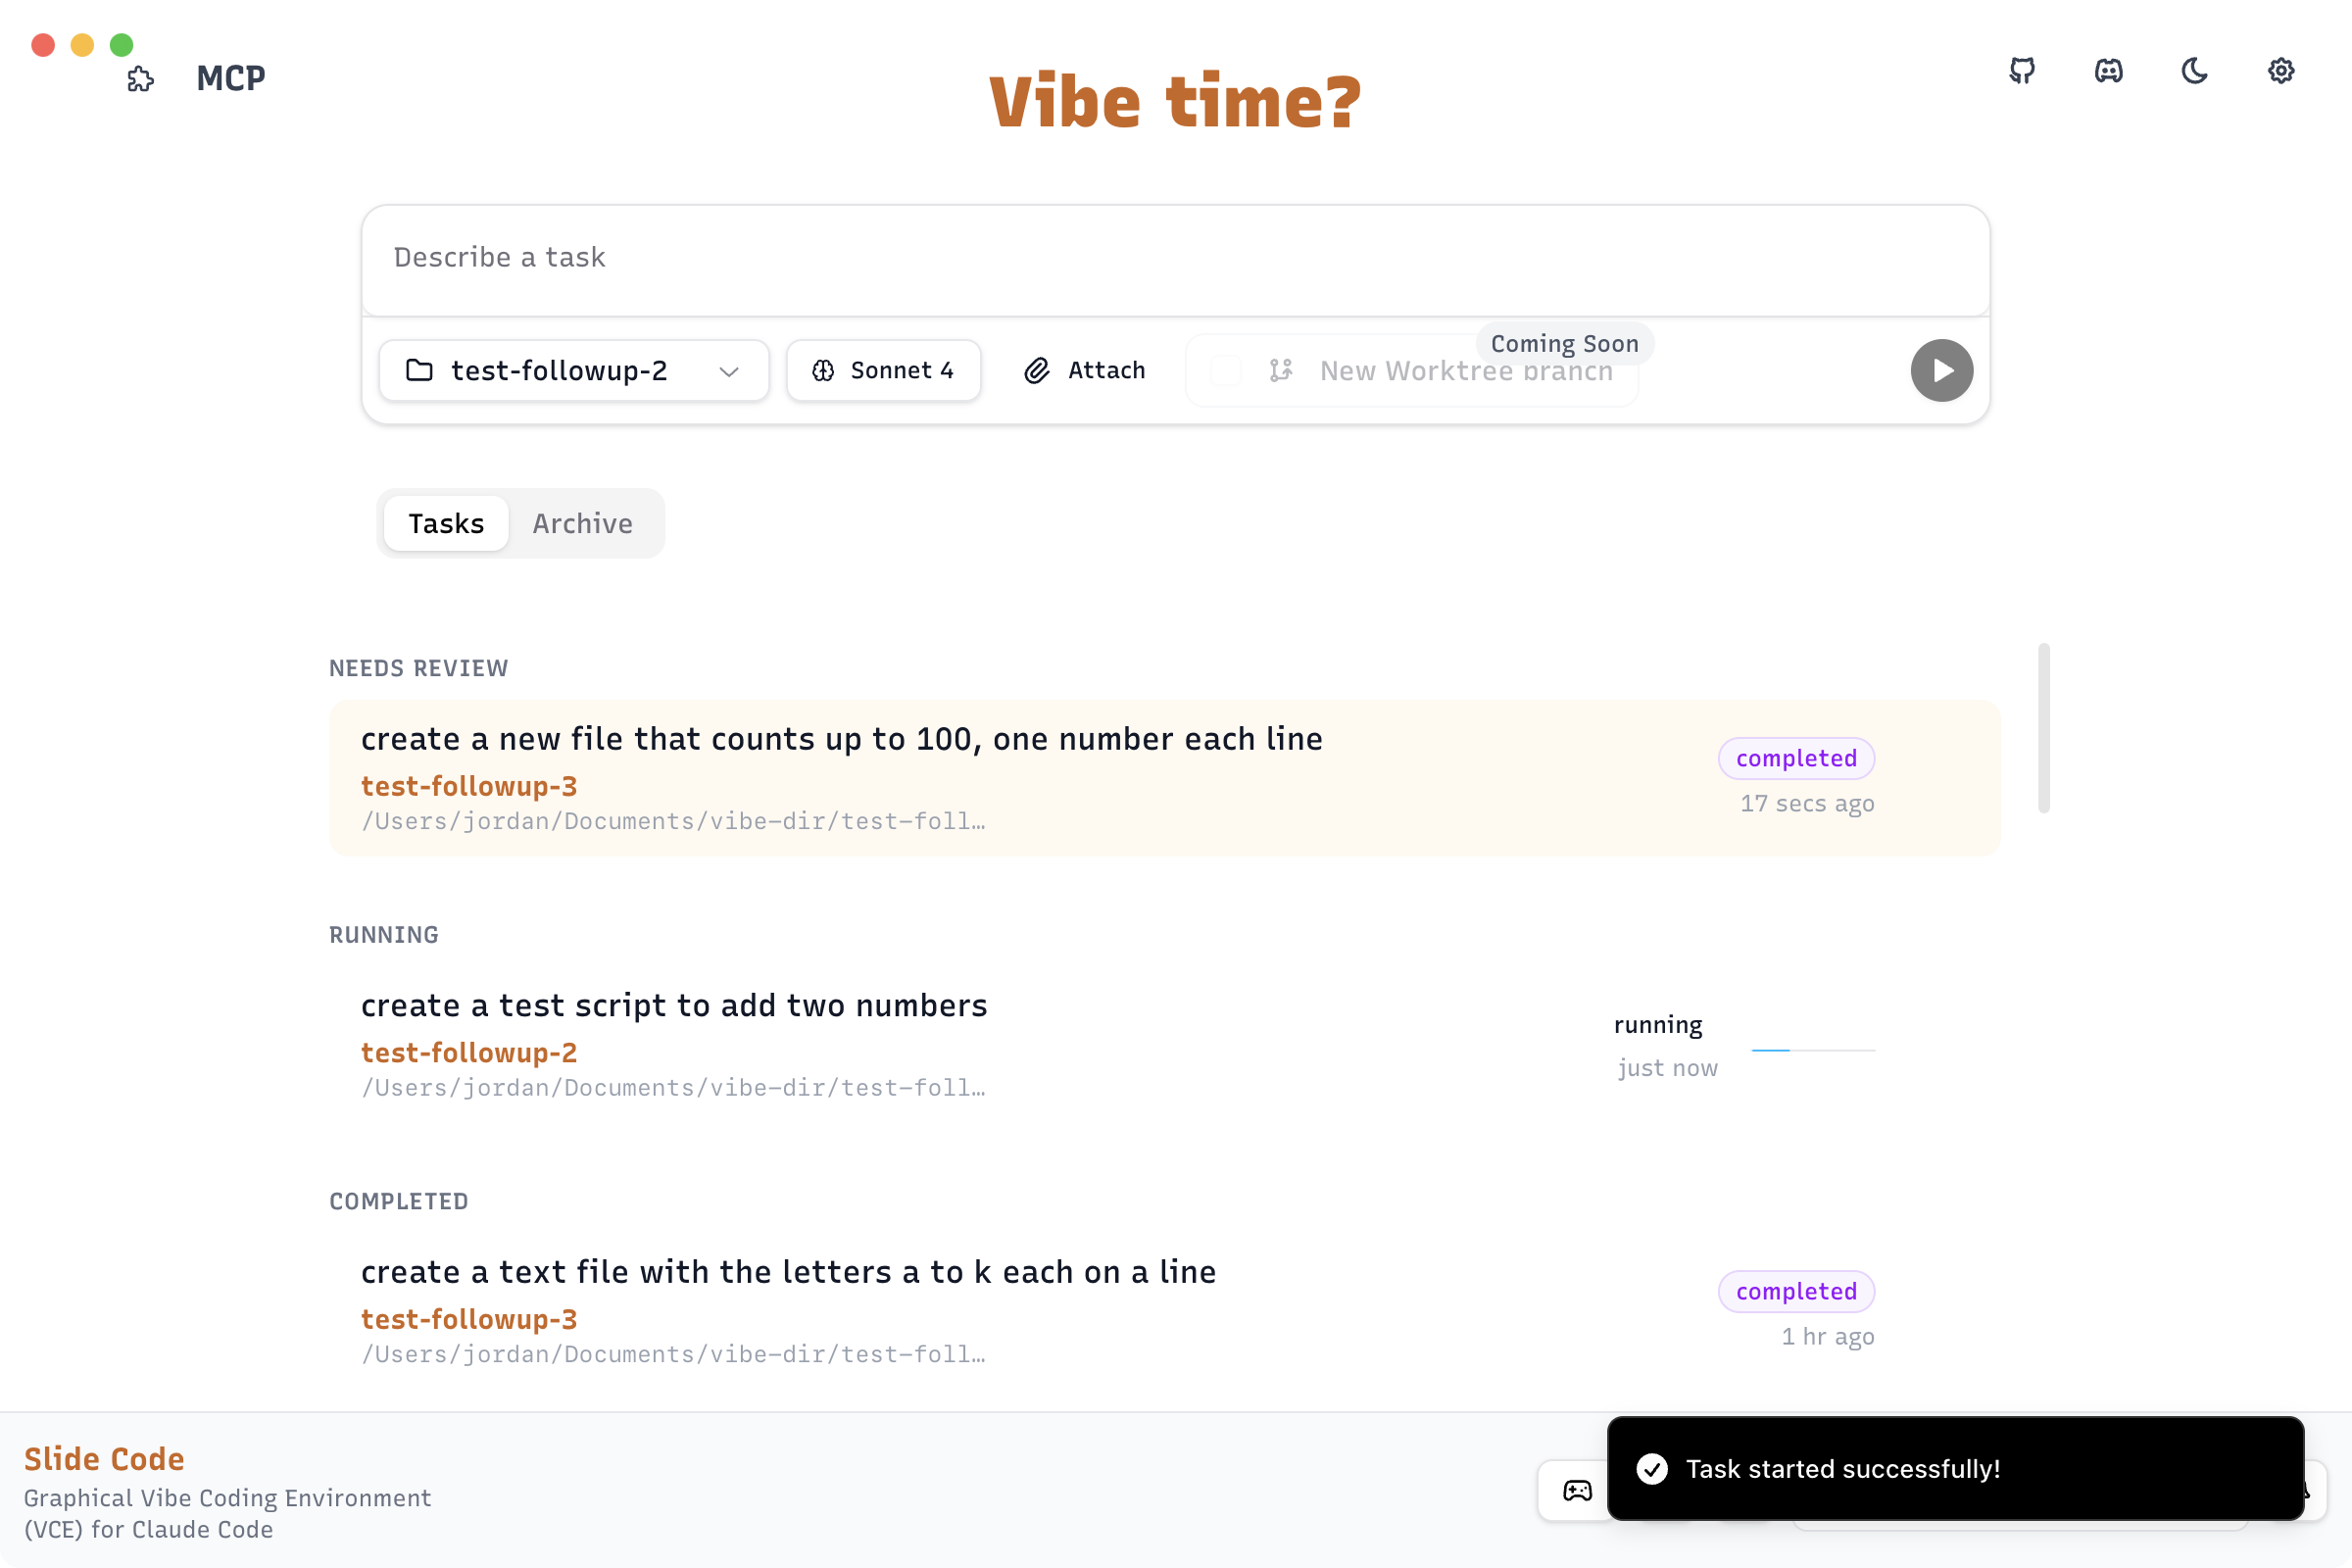 MCP
Vibe time?
Describe a task
test-followup-2
Sonnet 4
Attach
New Worktree branch
Coming Soon
Tasks
Archive
NEEDS REVIEW
create a new file that counts up to 100, one number each line
test-followup-3
/Users/jordan/Documents/vibe-dir/test-foll…
completed
17 secs ago
RUNNING
create a test script to add two numbers
test-followup-2
/Users/jordan/Documents/vibe-dir/test-foll…
running
just now
COMPLETED
create a text file with the letters a to k each on a line
test-followup-3
/Users/jordan/Documents/vibe-dir/test-foll…
completed
1 hr ago
Slide Code
Graphical Vibe Coding Environment
(VCE) for Claude Code
Task started successfully!